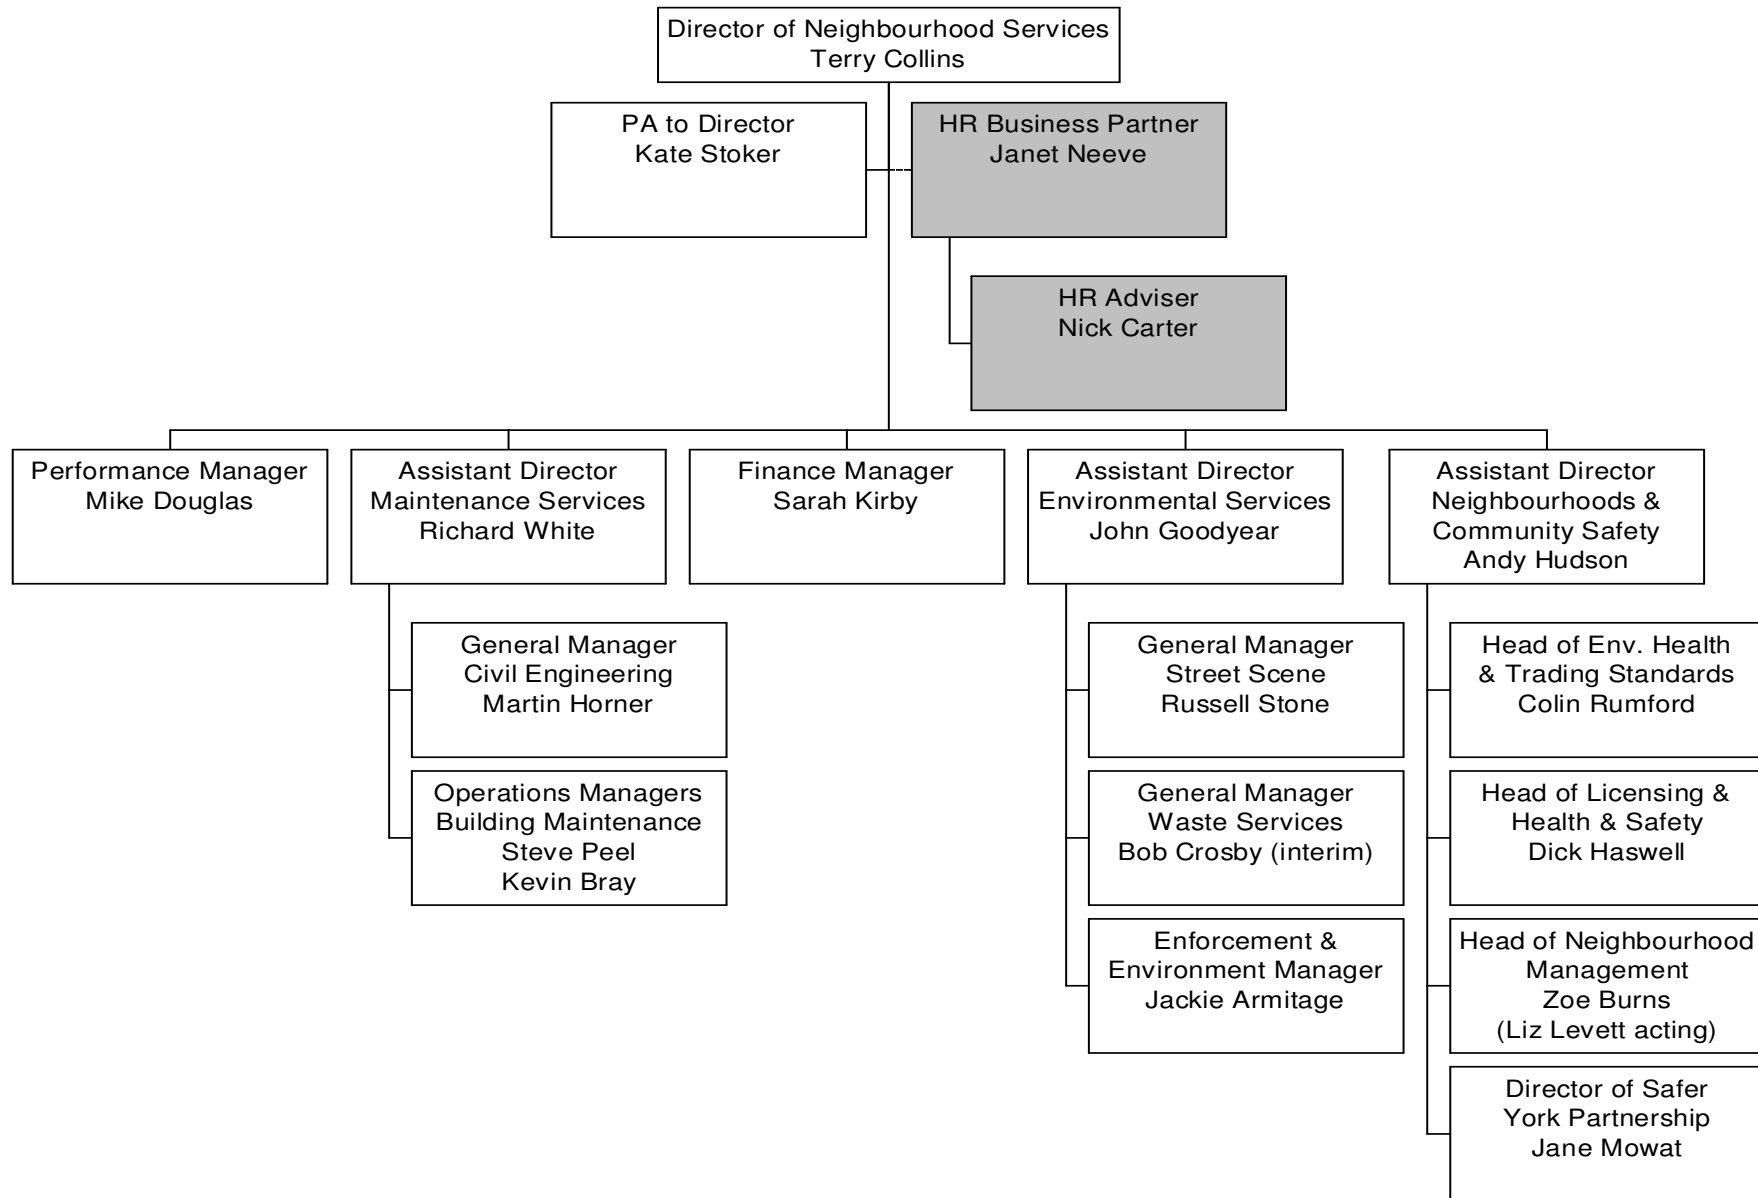 Director of Neighbourhood Services
Terry Collins
PA to Director
Kate Stoker
HR Business Partner
Janet Neeve
HR Adviser
Nick Carter
Performance Manager
Mike Douglas
Assistant Director
Maintenance Services
Richard White
Finance Manager
Sarah Kirby
Assistant Director
Environmental Services
John Goodyear
Assistant Director
Neighbourhoods &
Community Safety
Andy Hudson
General Manager
Civil Engineering
Martin Horner
Operations Managers
Building Maintenance
Steve Peel
Kevin Bray
General Manager
Street Scene
Russell Stone
General Manager
Waste Services
Bob Crosby (interim)
Enforcement &
Environment Manager
Jackie Armitage
Head of Env. Health
& Trading Standards
Colin Rumford
Head of Licensing &
Health & Safety
Dick Haswell
Head of Neighbourhood
Management
Zoe Burns
(Liz Levett acting)
Director of Safer
York Partnership
Jane Mowat